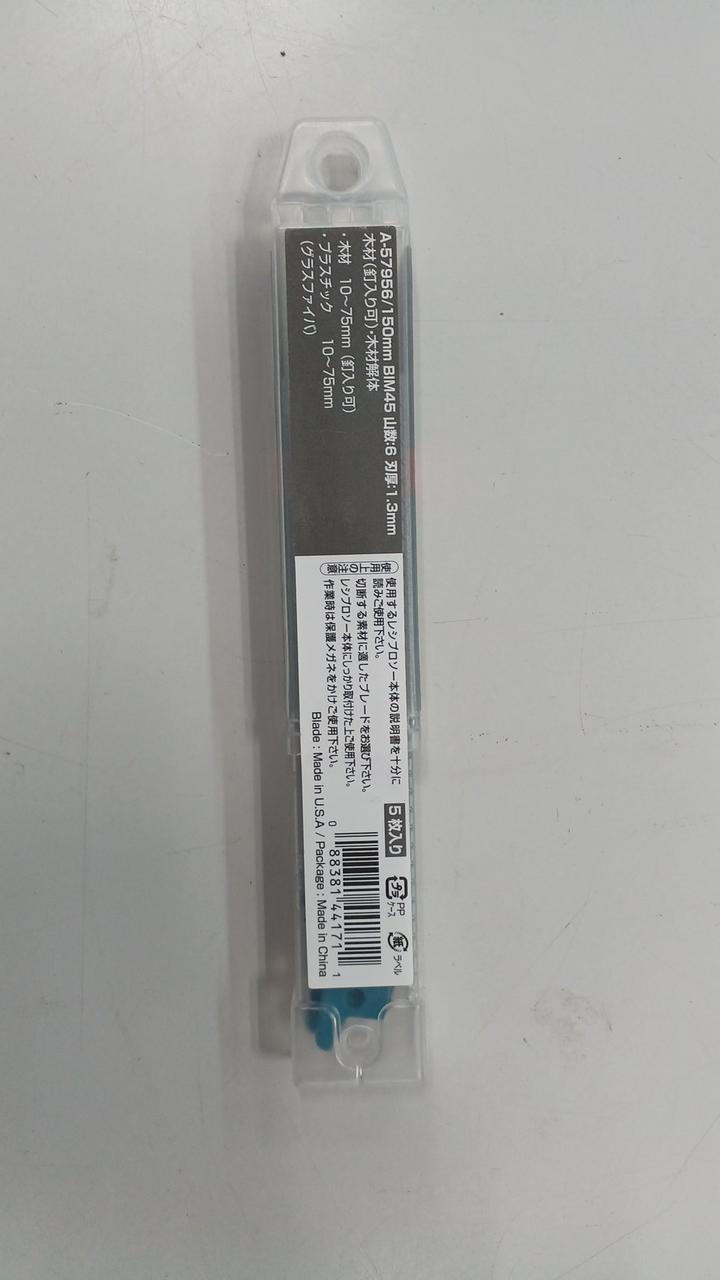 A-57956/150mm BIM45 山数:6 刃厚:1.3mm
木材(釘入り可)・木材解体
・木材 10～75mm (釘入り可)
・プラスチック 10～75mm
(グラスファイバ)
使用上の注意
使用するレシプロソー本体の説明書を十分に
読みご使用下さい。
切断する素材に適したブレードをお選び下さい。
レシプロソー本体にしっかり取付けた上ご使用下さい。
作業時は保護メガネをかけご使用下さい。
Blade : Made in U.S.A / Package : Made in China
5枚入り
0 88381 44171 1
プラ
PP
ケース
紙
ラベル